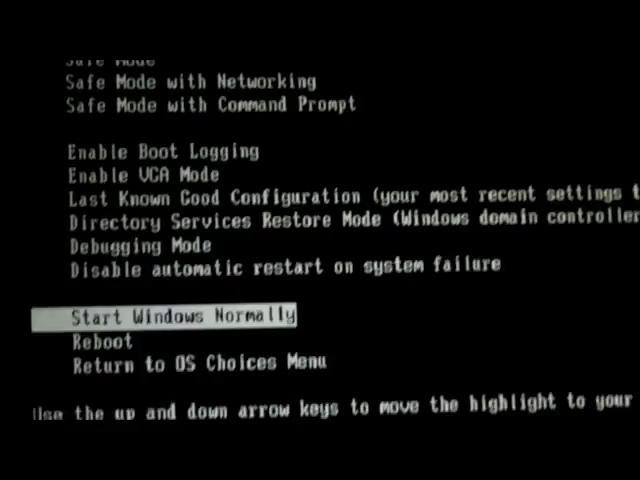 Safe Mode
Safe Mode with Networking
Safe Mode with Command Prompt
Enable Boot Logging
Enable VGA Mode
Last Known Good Configuration (your most recent settings t
Directory Services Restore Mode (Windows domain controller
Debugging Mode
Disable automatic restart on system failure
Start Windows Normally
Reboot
Return to OS Choices Menu
Use the up and down arrow keys to move the highlight to your